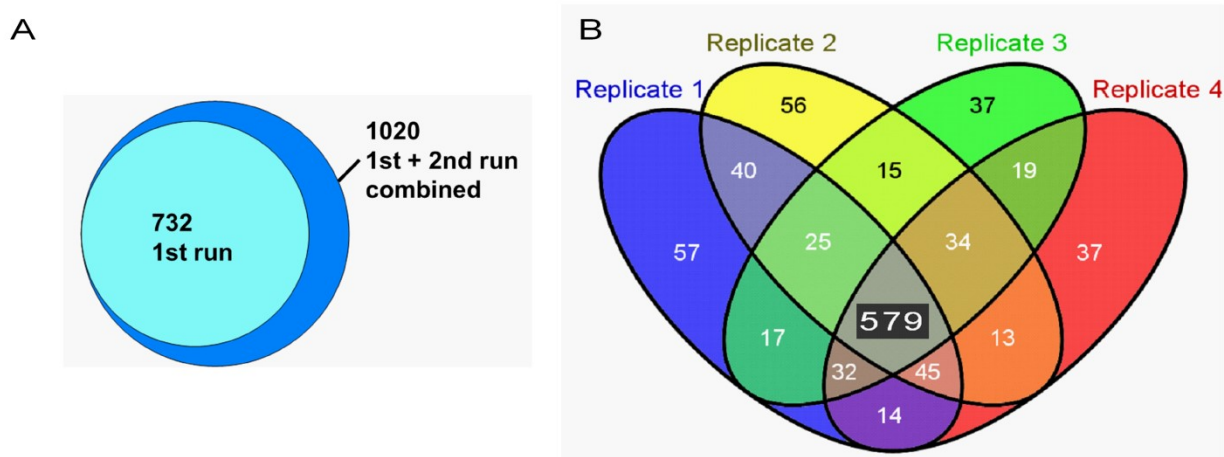 A
1020
1st + 2nd run
combined
732
1st run
B
Replicate 2
Replicate 3
Replicate 1
Replicate 4
56
37
40
15
19
57
25
34
37
579
17
13
32
45
14